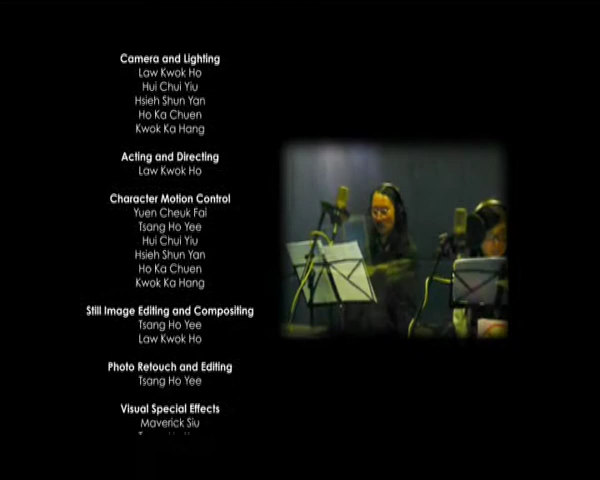 Camera and Lighting
Law Kwok Ho
Hui Chui Yiu
Hsieh Shun Yan
Ho Ka Chuen
Kwok Ka Hang
Acting and Directing
Law Kwok Ho
Character Motion Control
Yuen Cheuk Fai
Tsang Ho Yee
Hui Chui Yiu
Hsieh Shun Yan
Ho Ka Chuen
Kwok Ka Hang
Still Image Editing and Compositing
Tsang Ho Yee
Law Kwok Ho
Photo Retouch and Editing
Tsang Ho Yee
Visual Special Effects
Maverick Siu